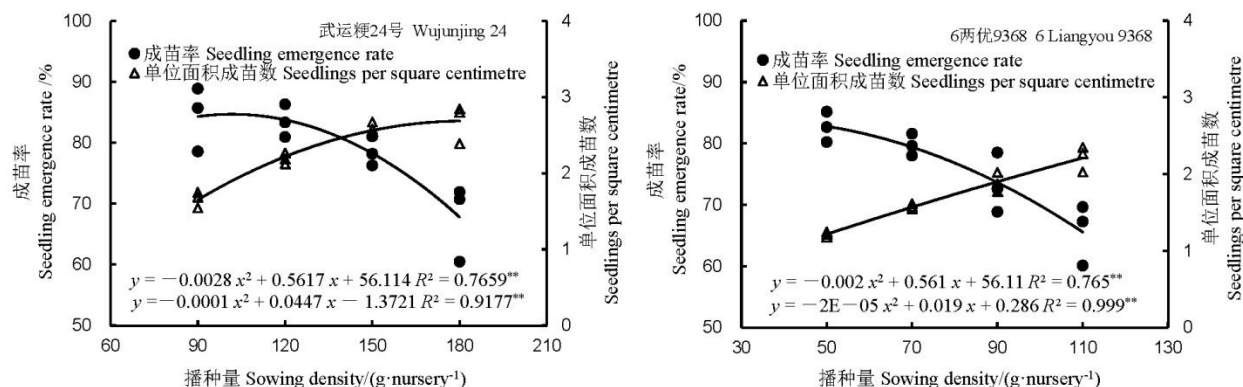 武运粳24号 Wujunjing 24
成苗率 Seedling emergence rate
单位面积成苗数 Seedlings per square centimetre
成苗率
Seedling emergence rate /%
100
90
80
70
60
50
4
3
2
1
0
单位面积成苗数
Seedlings per square centimetre
y = −0.0028 x² + 0.5617 x + 56.114 R² = 0.7659**
y = −0.0001 x² + 0.0447 x − 1.3721 R² = 0.9177**
60 90 120 150 180 210
播种量 Sowing density/(g·nursery⁻¹)
6两优9368 6 Liangyou 9368
成苗率 Seedling emergence rate
单位面积成苗数 Seedlings per square centimetre
成苗率
Seedling emergence rate /%
100
90
80
70
60
50
4
3
2
1
0
单位面积成苗数
Seedlings per square centimetre
y = −0.002 x² + 0.561 x + 56.11 R² = 0.765**
y = −2E−05 x² + 0.019 x + 0.286 R² = 0.999**
30 50 70 90 110 130
播种量 Sowing density/(g·nursery⁻¹)